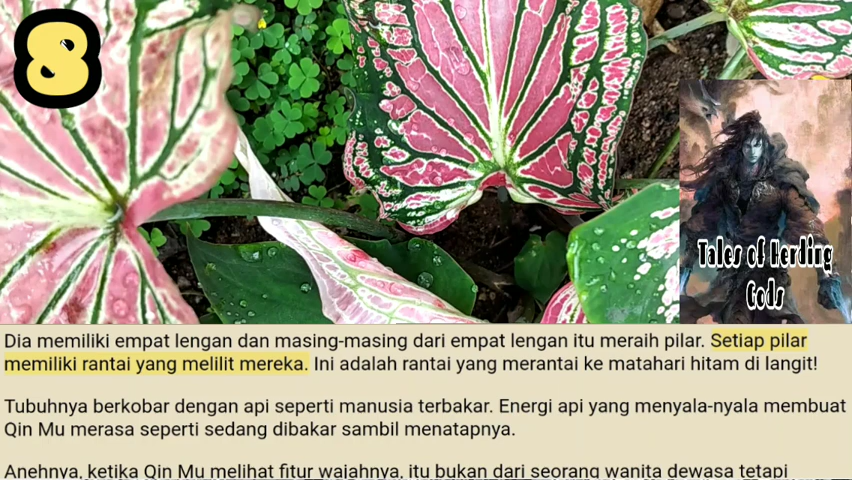 8
Tales of Herding
Gods
Dia memiliki empat lengan dan masing-masing dari empat lengan itu meraih pilar. Setiap pilar
memiliki rantai yang melilit mereka. Ini adalah rantai yang merantai ke matahari hitam di langit!
Tubuhnya berkobar dengan api seperti manusia terbakar. Energi api yang menyala-nyala membuat
Qin Mu merasa seperti sedang dibakar sambil menatapnya.
Anehnya, ketika Qin Mu melihat fitur wajahnya, itu bukan dari seorang wanita dewasa tetapi